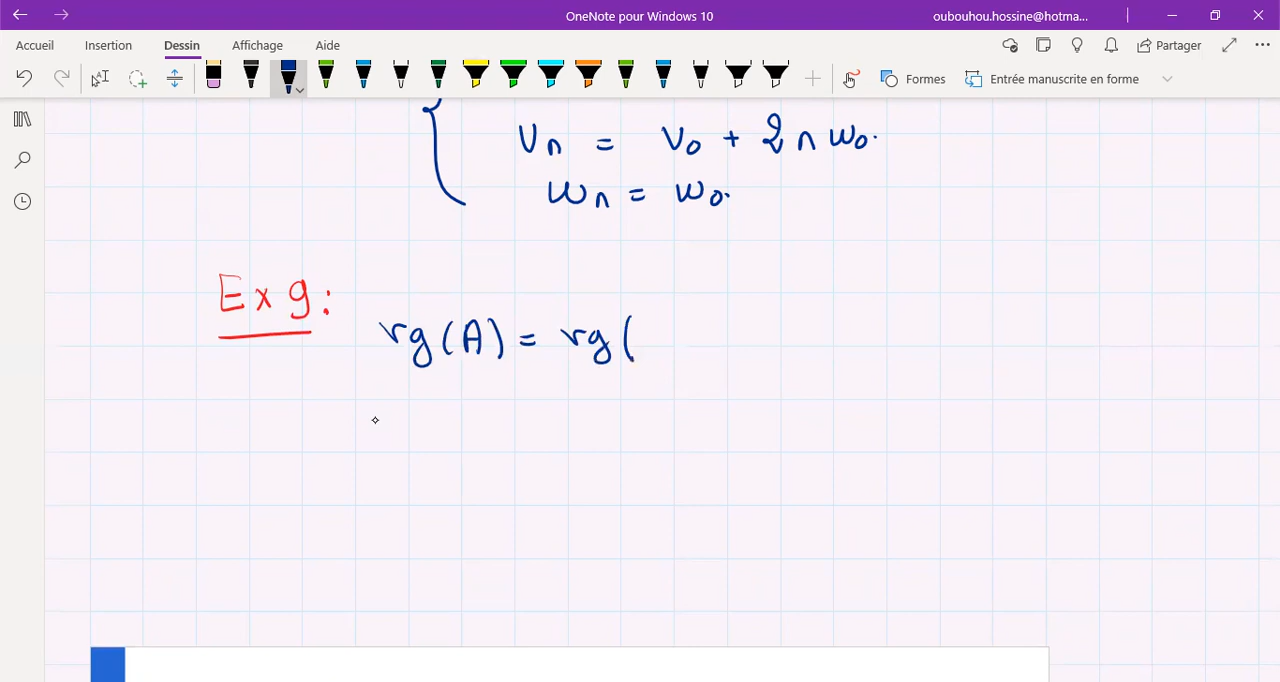 OneNote pour Windows 10
oubouhou.hossine@hotma...
Accueil Insertion Dessin Affichage Aide
Partager
Formes
Entrée manuscrite en forme
Vn = V0 + 2 n W0.
Wn = W0.
Ex 9:
rg(A) = rg(